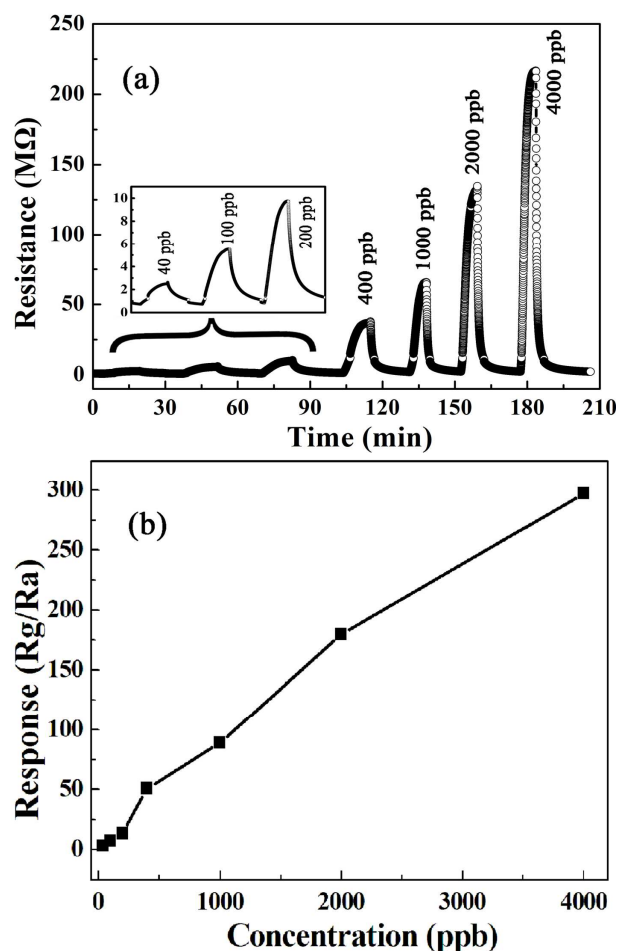 (a)
250
200
150
100
50
0
Resistance (MΩ)
10
8
6
4
2
0
40 ppb
100 ppb
200 ppb
400 ppb
1000 ppb
2000 ppb
4000 ppb
0 30 60 90 120 150 180 210
Time (min)
(b)
300
250
200
150
100
50
0
Response (Rg/Ra)
0 1000 2000 3000 4000
Concentration (ppb)